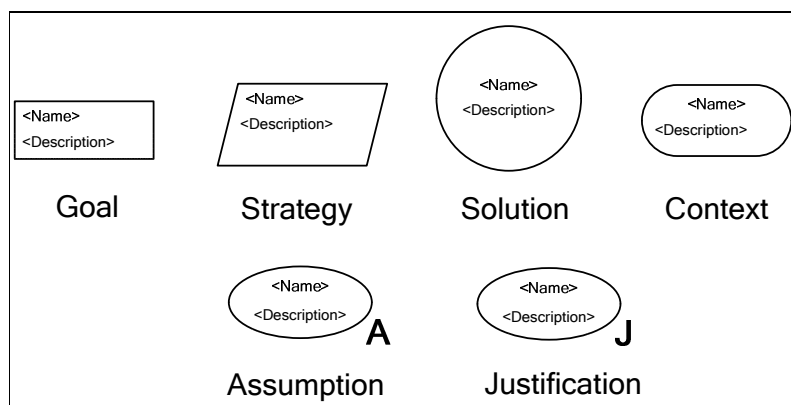 <Name>
<Description>
Goal
<Name>
<Description>
Strategy
<Name>
<Description>
Solution
<Name>
<Description>
Context
<Name>
<Description>
A
Assumption
<Name>
<Description>
J
Justification